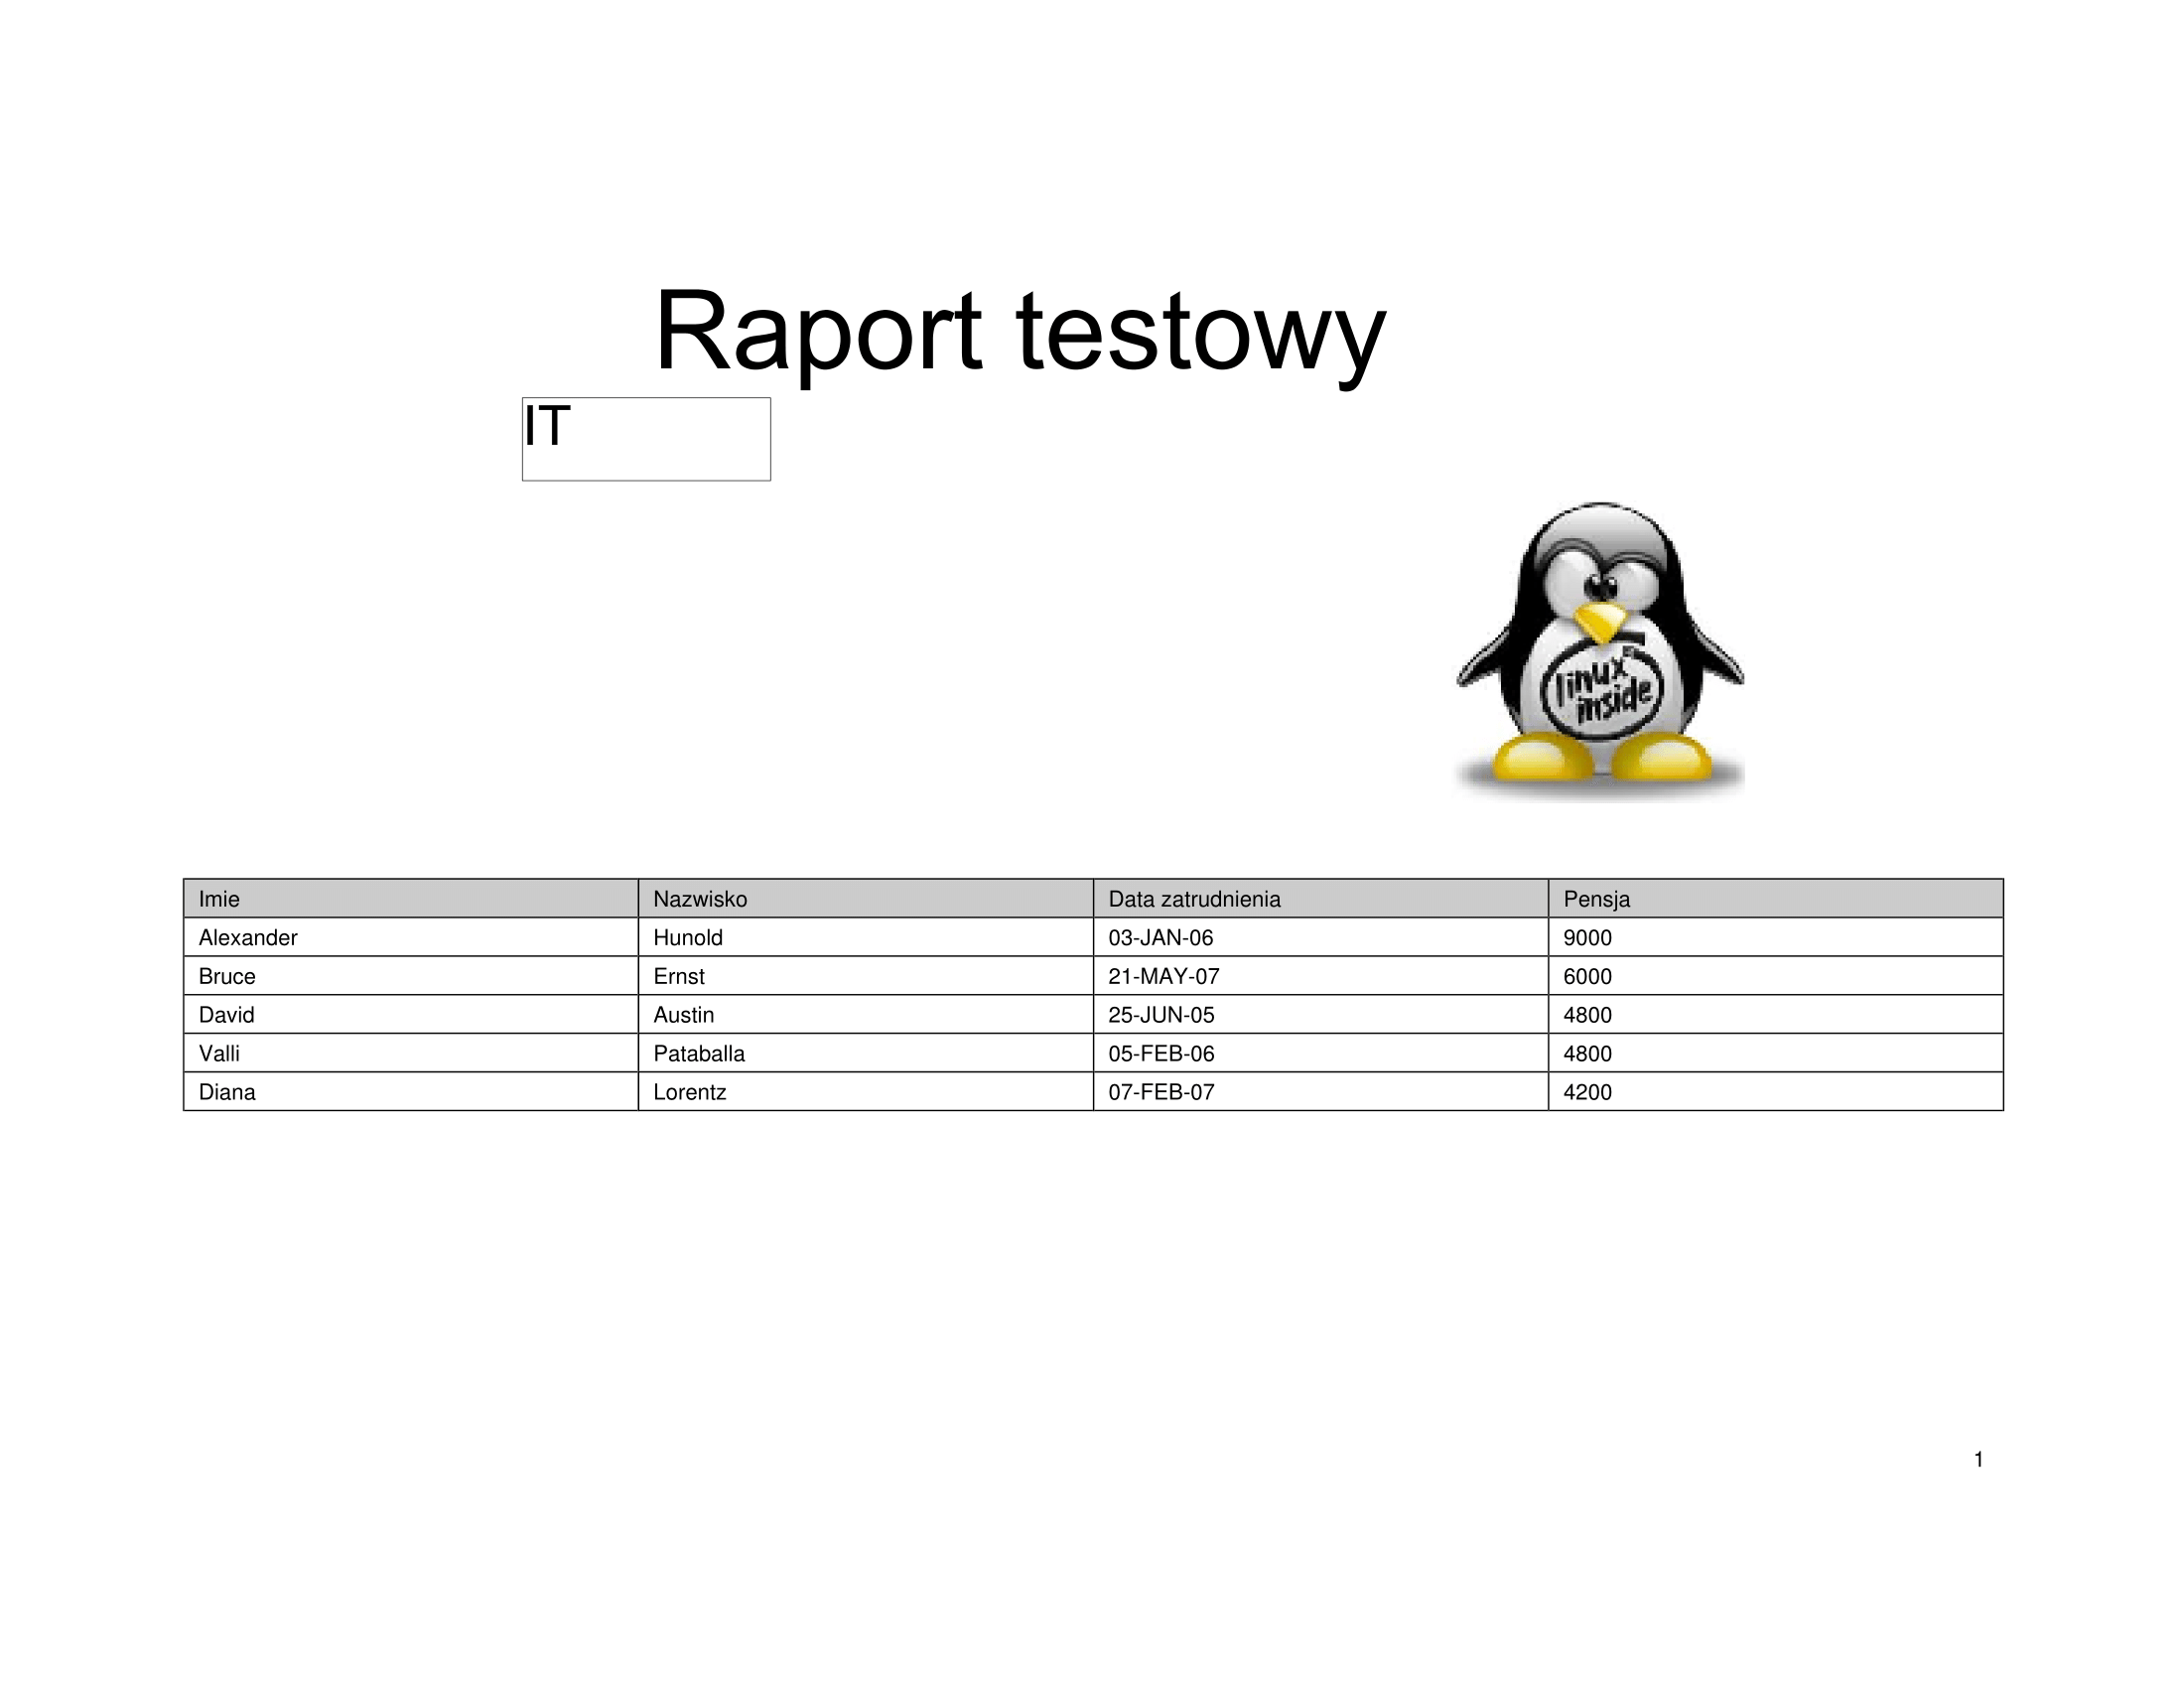 Raport testowy
IT
linux
inside
Imie Nazwisko Data zatrudnienia Pensja
Alexander Hunold 03-JAN-06 9000
Bruce Ernst 21-MAY-07 6000
David Austin 25-JUN-05 4800
Valli Pataballa 05-FEB-06 4800
Diana Lorentz 07-FEB-07 4200
1